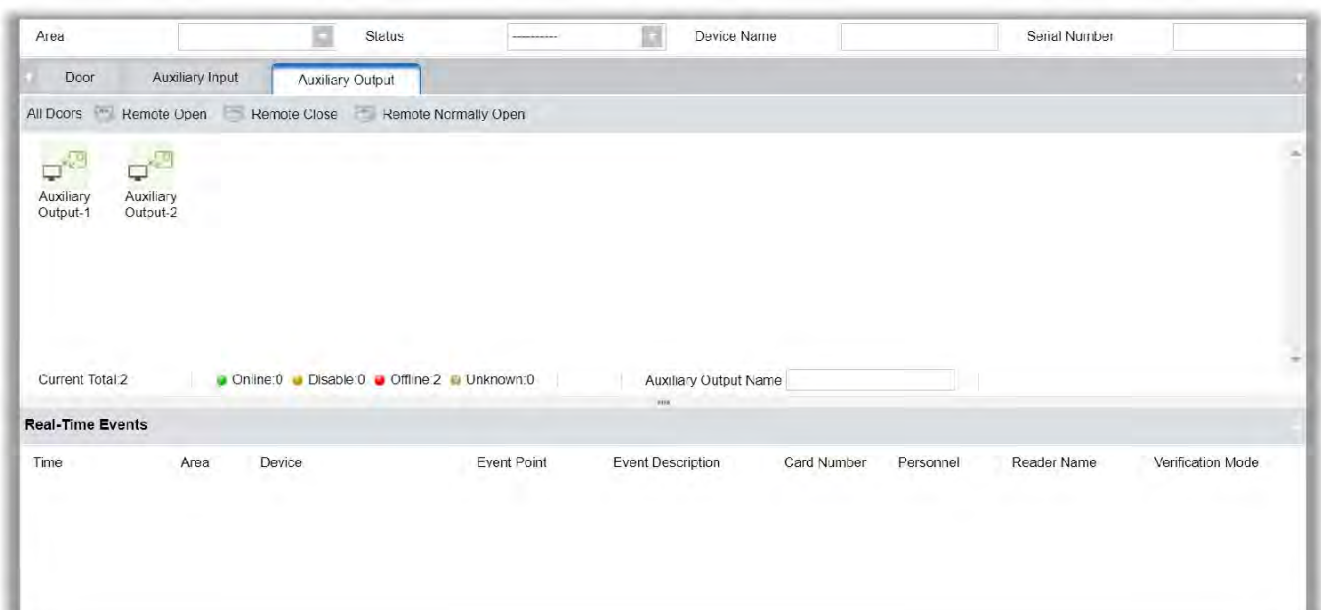 Area Status ---------- Device Name Serial Number
Door Auxiliary Input Auxiliary Output
All Doors Remote Open Remote Close Remote Normally Open
Auxiliary Output-1 Auxiliary Output-2
Current Total:2 Online:0 Disable:0 Offline:2 Unknown:0 Auxiliary Output Name
Real-Time Events
Time Area Device Event Point Event Description Card Number Personnel Reader Name Verification Mode